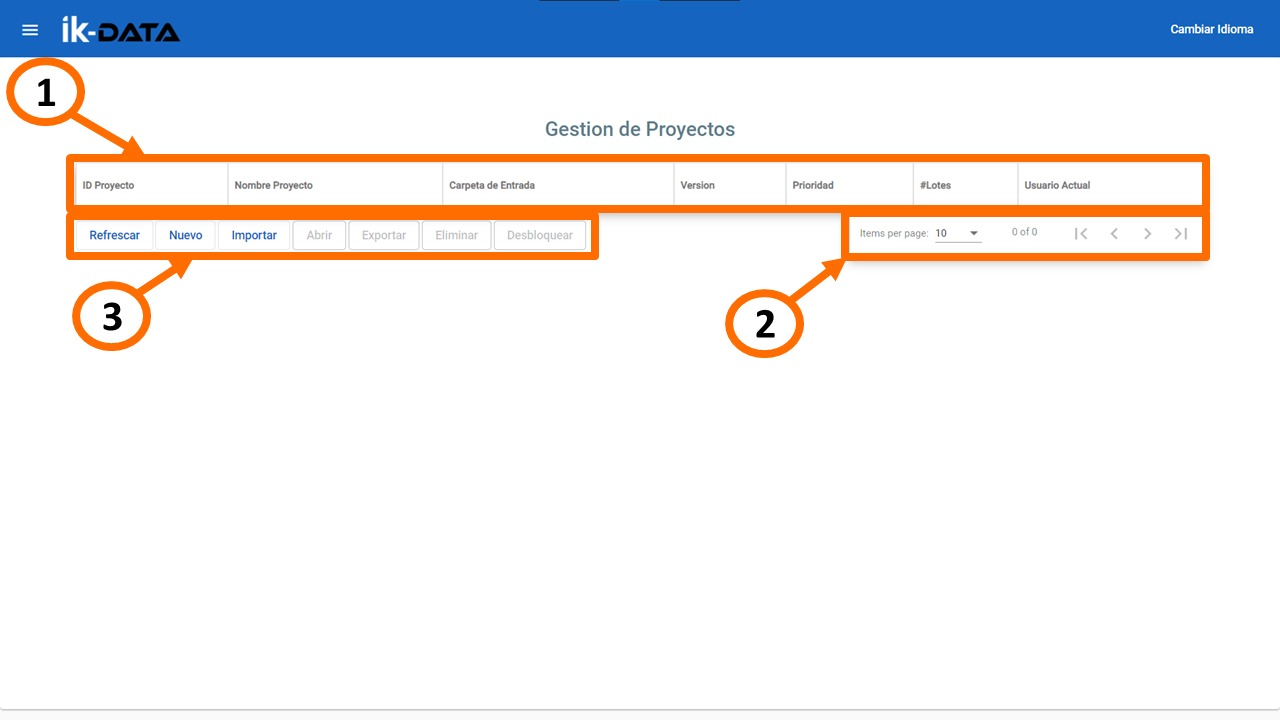 ik-DATA
Cambiar Idioma
1
Gestion de Proyectos
ID Proyecto Nombre Proyecto Carpeta de Entrada Version Prioridad #Lotes Usuario Actual
Refrescar Nuevo Importar Abrir Exportar Eliminar Desbloquear
Items per page: 10 0 of 0
3
2